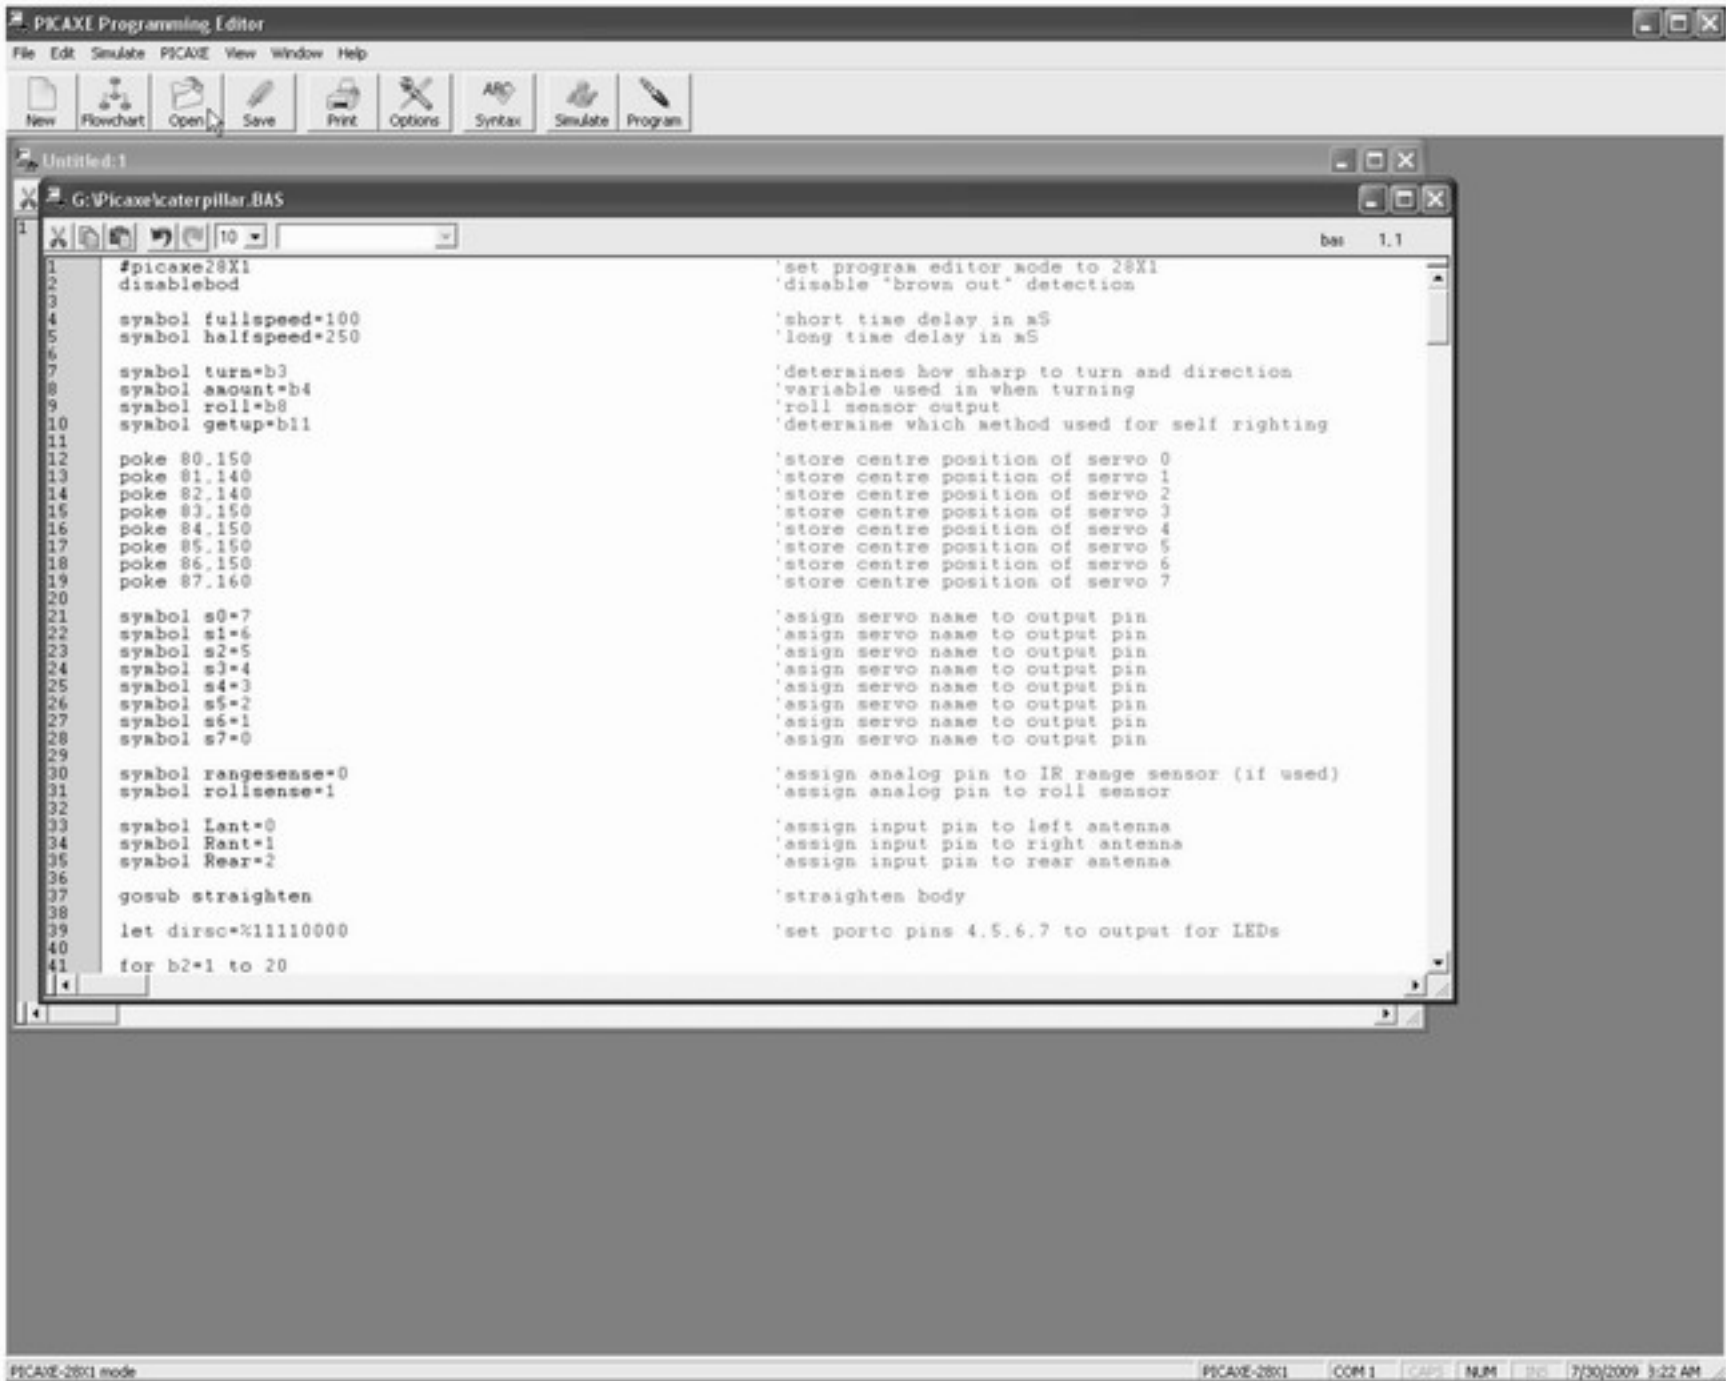 PICAXE Programming Editor
File Edit Simulate PICAXE View Window Help
New Flowchart Open Save Print Options Syntax Simulate Program
Untitled:1
G:\Picaxe\caterpillar.BAS
10 bas 1,1
1 #picaxe28X1 'set program editor mode to 28X1
2 disablebod 'disable "brown out" detection
3
4 symbol fullspeed=100 'short time delay in mS
5 symbol halfspeed=250 'long time delay in mS
6
7 symbol turn=b3 'determines how sharp to turn and direction
8 symbol amount=b4 'variable used in when turning
9 symbol roll=b8 'roll sensor output
10 symbol getup=b11 'determine which method used for self righting
11
12 poke 80,150 'store centre position of servo 0
13 poke 81,140 'store centre position of servo 1
14 poke 82,140 'store centre position of servo 2
15 poke 83,150 'store centre position of servo 3
16 poke 84,150 'store centre position of servo 4
17 poke 85,150 'store centre position of servo 5
18 poke 86,150 'store centre position of servo 6
19 poke 87,160 'store centre position of servo 7
20
21 symbol s0=7 'asign servo name to output pin
22 symbol s1=6 'asign servo name to output pin
23 symbol s2=5 'asign servo name to output pin
24 symbol s3=4 'asign servo name to output pin
25 symbol s4=3 'asign servo name to output pin
26 symbol s5=2 'asign servo name to output pin
27 symbol s6=1 'asign servo name to output pin
28 symbol s7=0 'asign servo name to output pin
29
30 symbol rangesense=0 'assign analog pin to IR range sensor (if used)
31 symbol rollsense=1 'assign analog pin to roll sensor
32
33 symbol Lant=0 'assign input pin to left antenna
34 symbol Rant=1 'assign input pin to right antenna
35 symbol Rear=2 'assign input pin to rear antenna
36
37 gosub straighten 'straighten body
38
39 let dirsc=%11110000 'set portc pins 4,5,6,7 to output for LEDs
40
41 for b2=1 to 20
PICAXE-28X1 mode PICAXE-28X1 COM 1 CAPS NUM INS 7/30/2009 9:22 AM